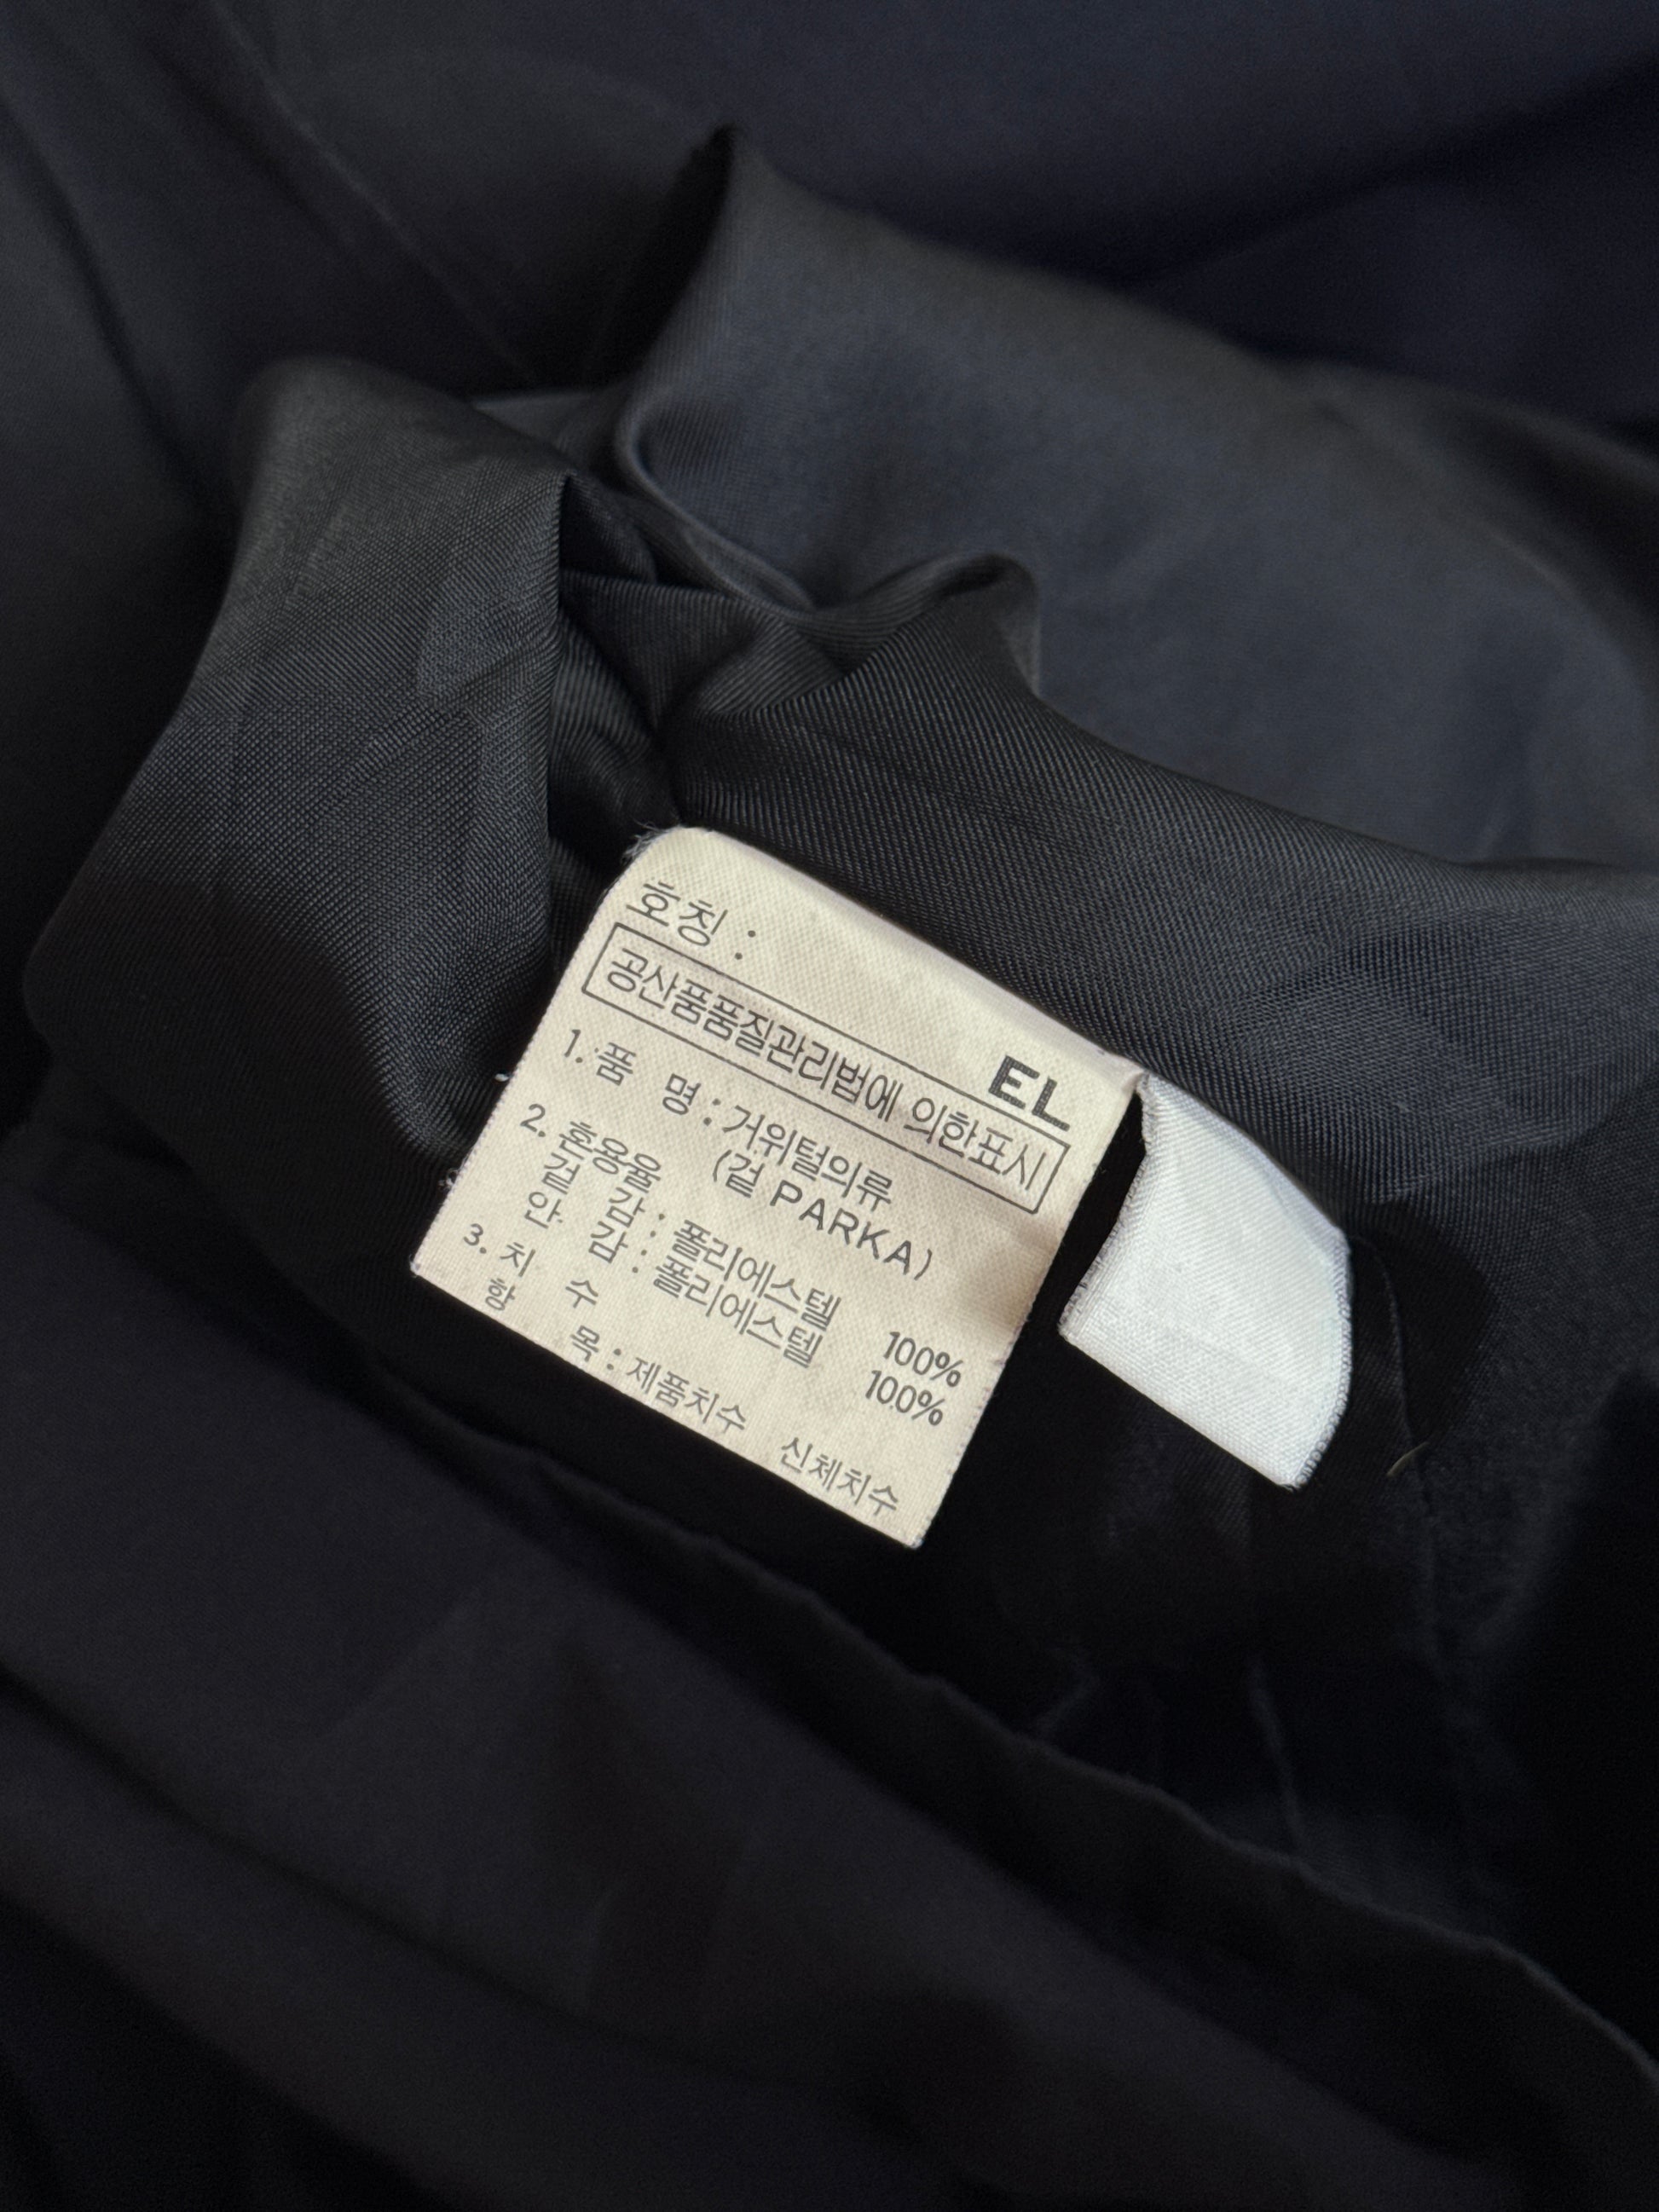 호칭 :
EL
공산품품질관리법에 의한표시
1. 품 명 : 거위털의류
(겉 PARKA)
2. 혼용율
겉 감 : 폴리에스텔 100%
안 감 : 폴리에스텔 100%
3. 치 수
항 목 : 제품치수 신체치수